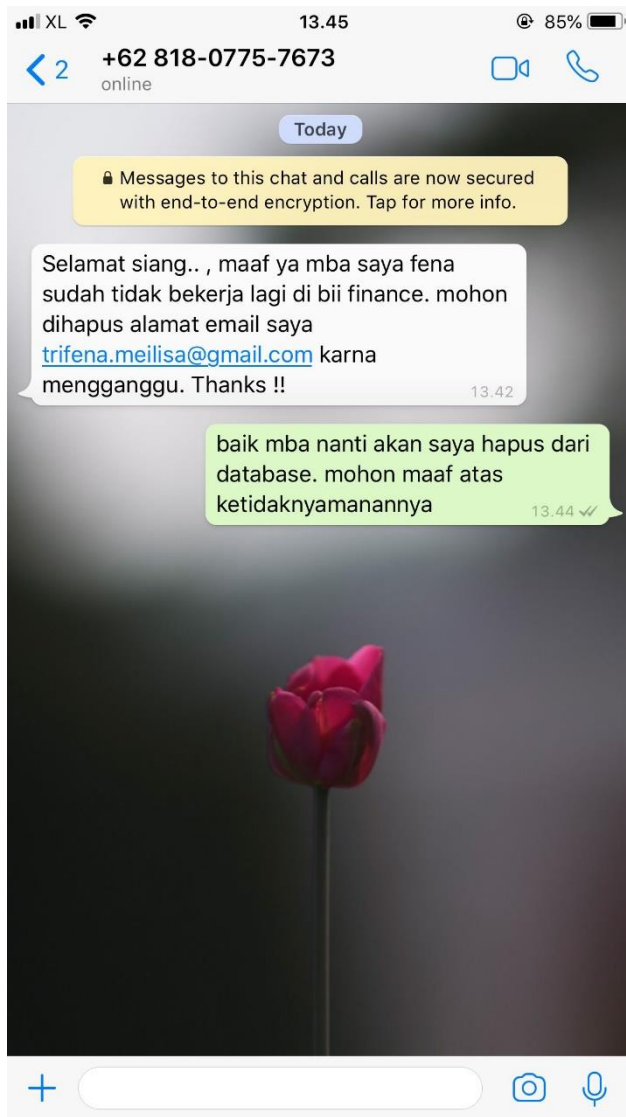 XL 13.45 85%
2 +62 818-0775-7673
online
Today
Messages to this chat and calls are now secured
with end-to-end encryption. Tap for more info.
Selamat siang.. , maaf ya mba saya fena
sudah tidak bekerja lagi di bii finance. mohon
dihapus alamat email saya
trifena.meilisa@gmail.com karna
mengganggu. Thanks !!
13.42
baik mba nanti akan saya hapus dari
database. mohon maaf atas
ketidaknyamanannya
13.44